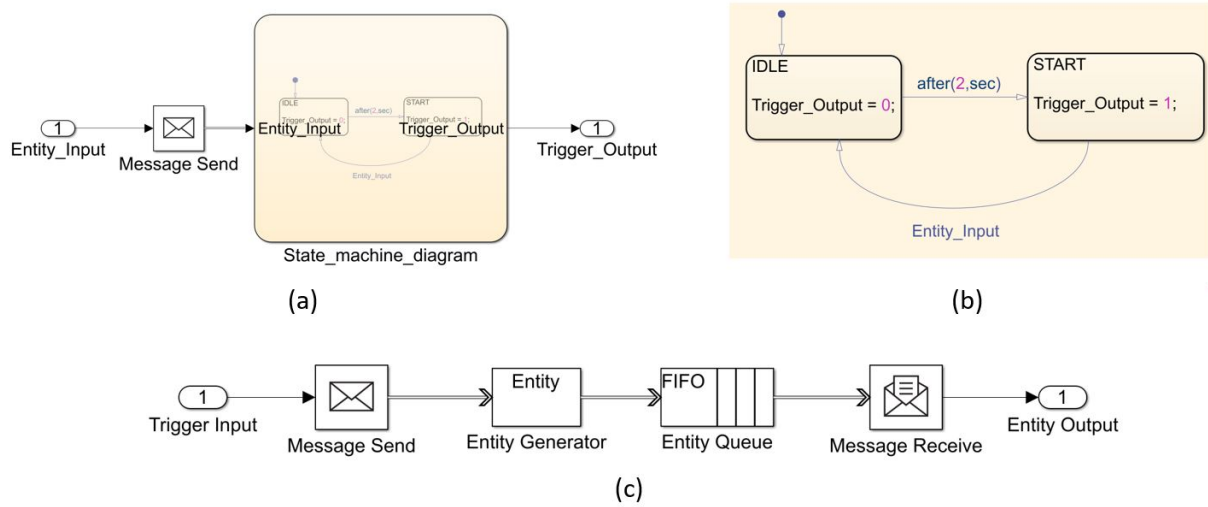 IDLE
Trigger_Output = 0;
after(2,sec)
START
Trigger_Output = 1;
Entity_Input
1
Entity_Input
Message Send
Entity_Input
Trigger_Output
1
Trigger_Output
State_machine_diagram
(a)
IDLE
Trigger_Output = 0;
after(2,sec)
START
Trigger_Output = 1;
Entity_Input
(b)
1
Trigger Input
Message Send
Entity
Entity Generator
FIFO
Entity Queue
Message Receive
1
Entity Output
(c)